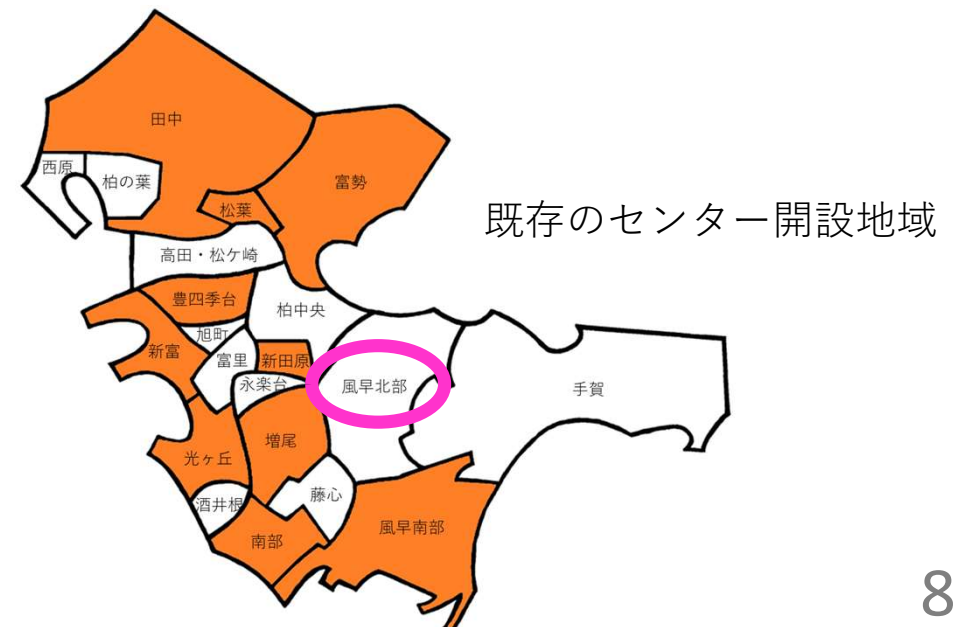 田中
西原
柏の葉
富勢
松葉
既存のセンター開設地域
高田・松ケ崎
豊四季台
柏中央
旭町
新富
富里
新田原
永楽台
風早北部
手賀
増尾
光ヶ丘
藤心
酒井根
風早南部
南部
8